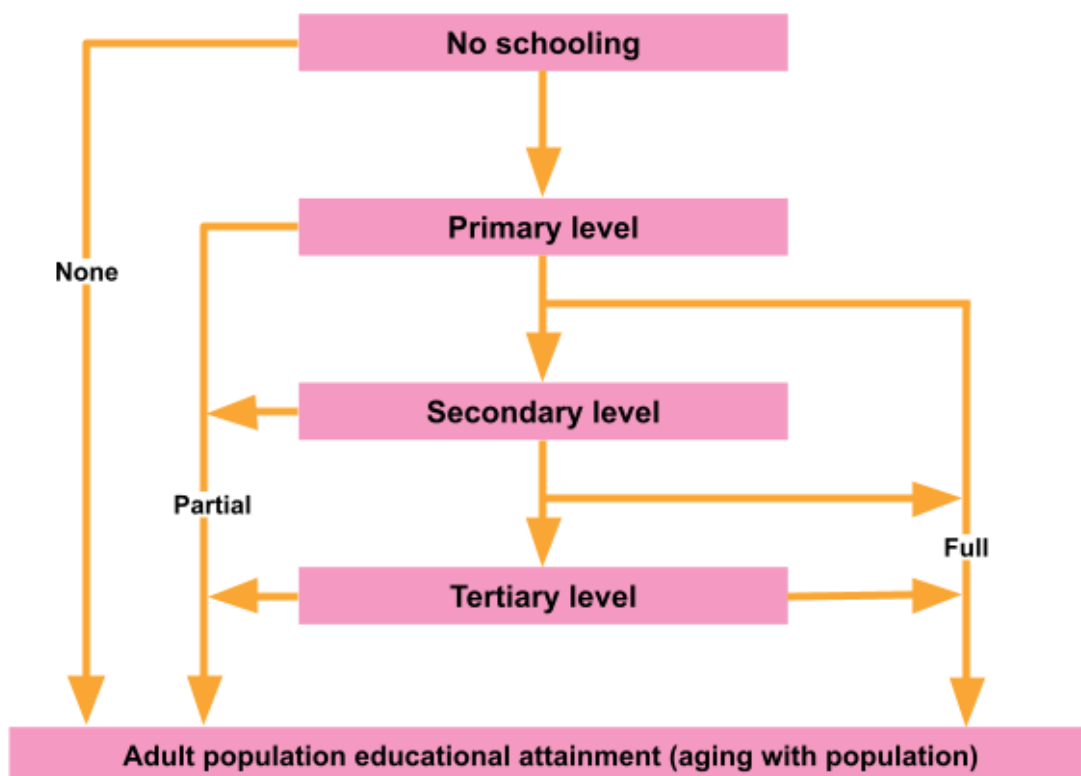 No schooling
Primary level
None
Secondary level
Partial
Full
Tertiary level
Adult population educational attainment (aging with population)